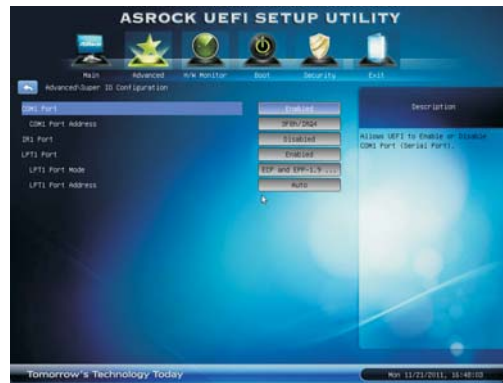 ASROCK UEFI SETUP UTILITY
Main Advanced H/W Monitor Boot Security Exit
Advanced\Super IO Configuration
COM1 Port Enabled
COM1 Port Address 3F8h/IRQ4
IR1 Port Disabled
LPT1 Port Enabled
LPT1 Port Mode ECP and EPP-1.9 ...
LPT1 Port Address Auto
Description
Allows UEFI to Enable or Disable
COM1 Port (Serial Port).
Tomorrow's Technology Today
Mon 11/21/2011, 16:48:03